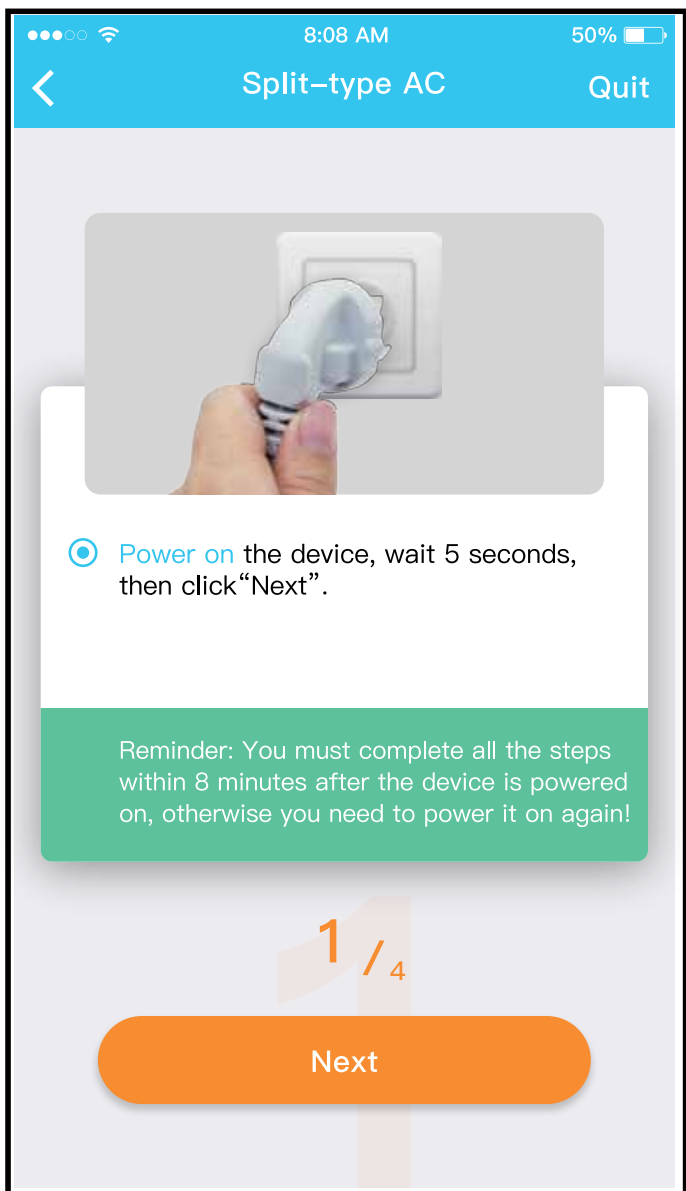 8:08 AM
50%
Split-type AC
Quit
Power on the device, wait 5 seconds,
then click“Next”.
Reminder: You must complete all the steps
within 8 minutes after the device is powered
on, otherwise you need to power it on again!
1/4
Next